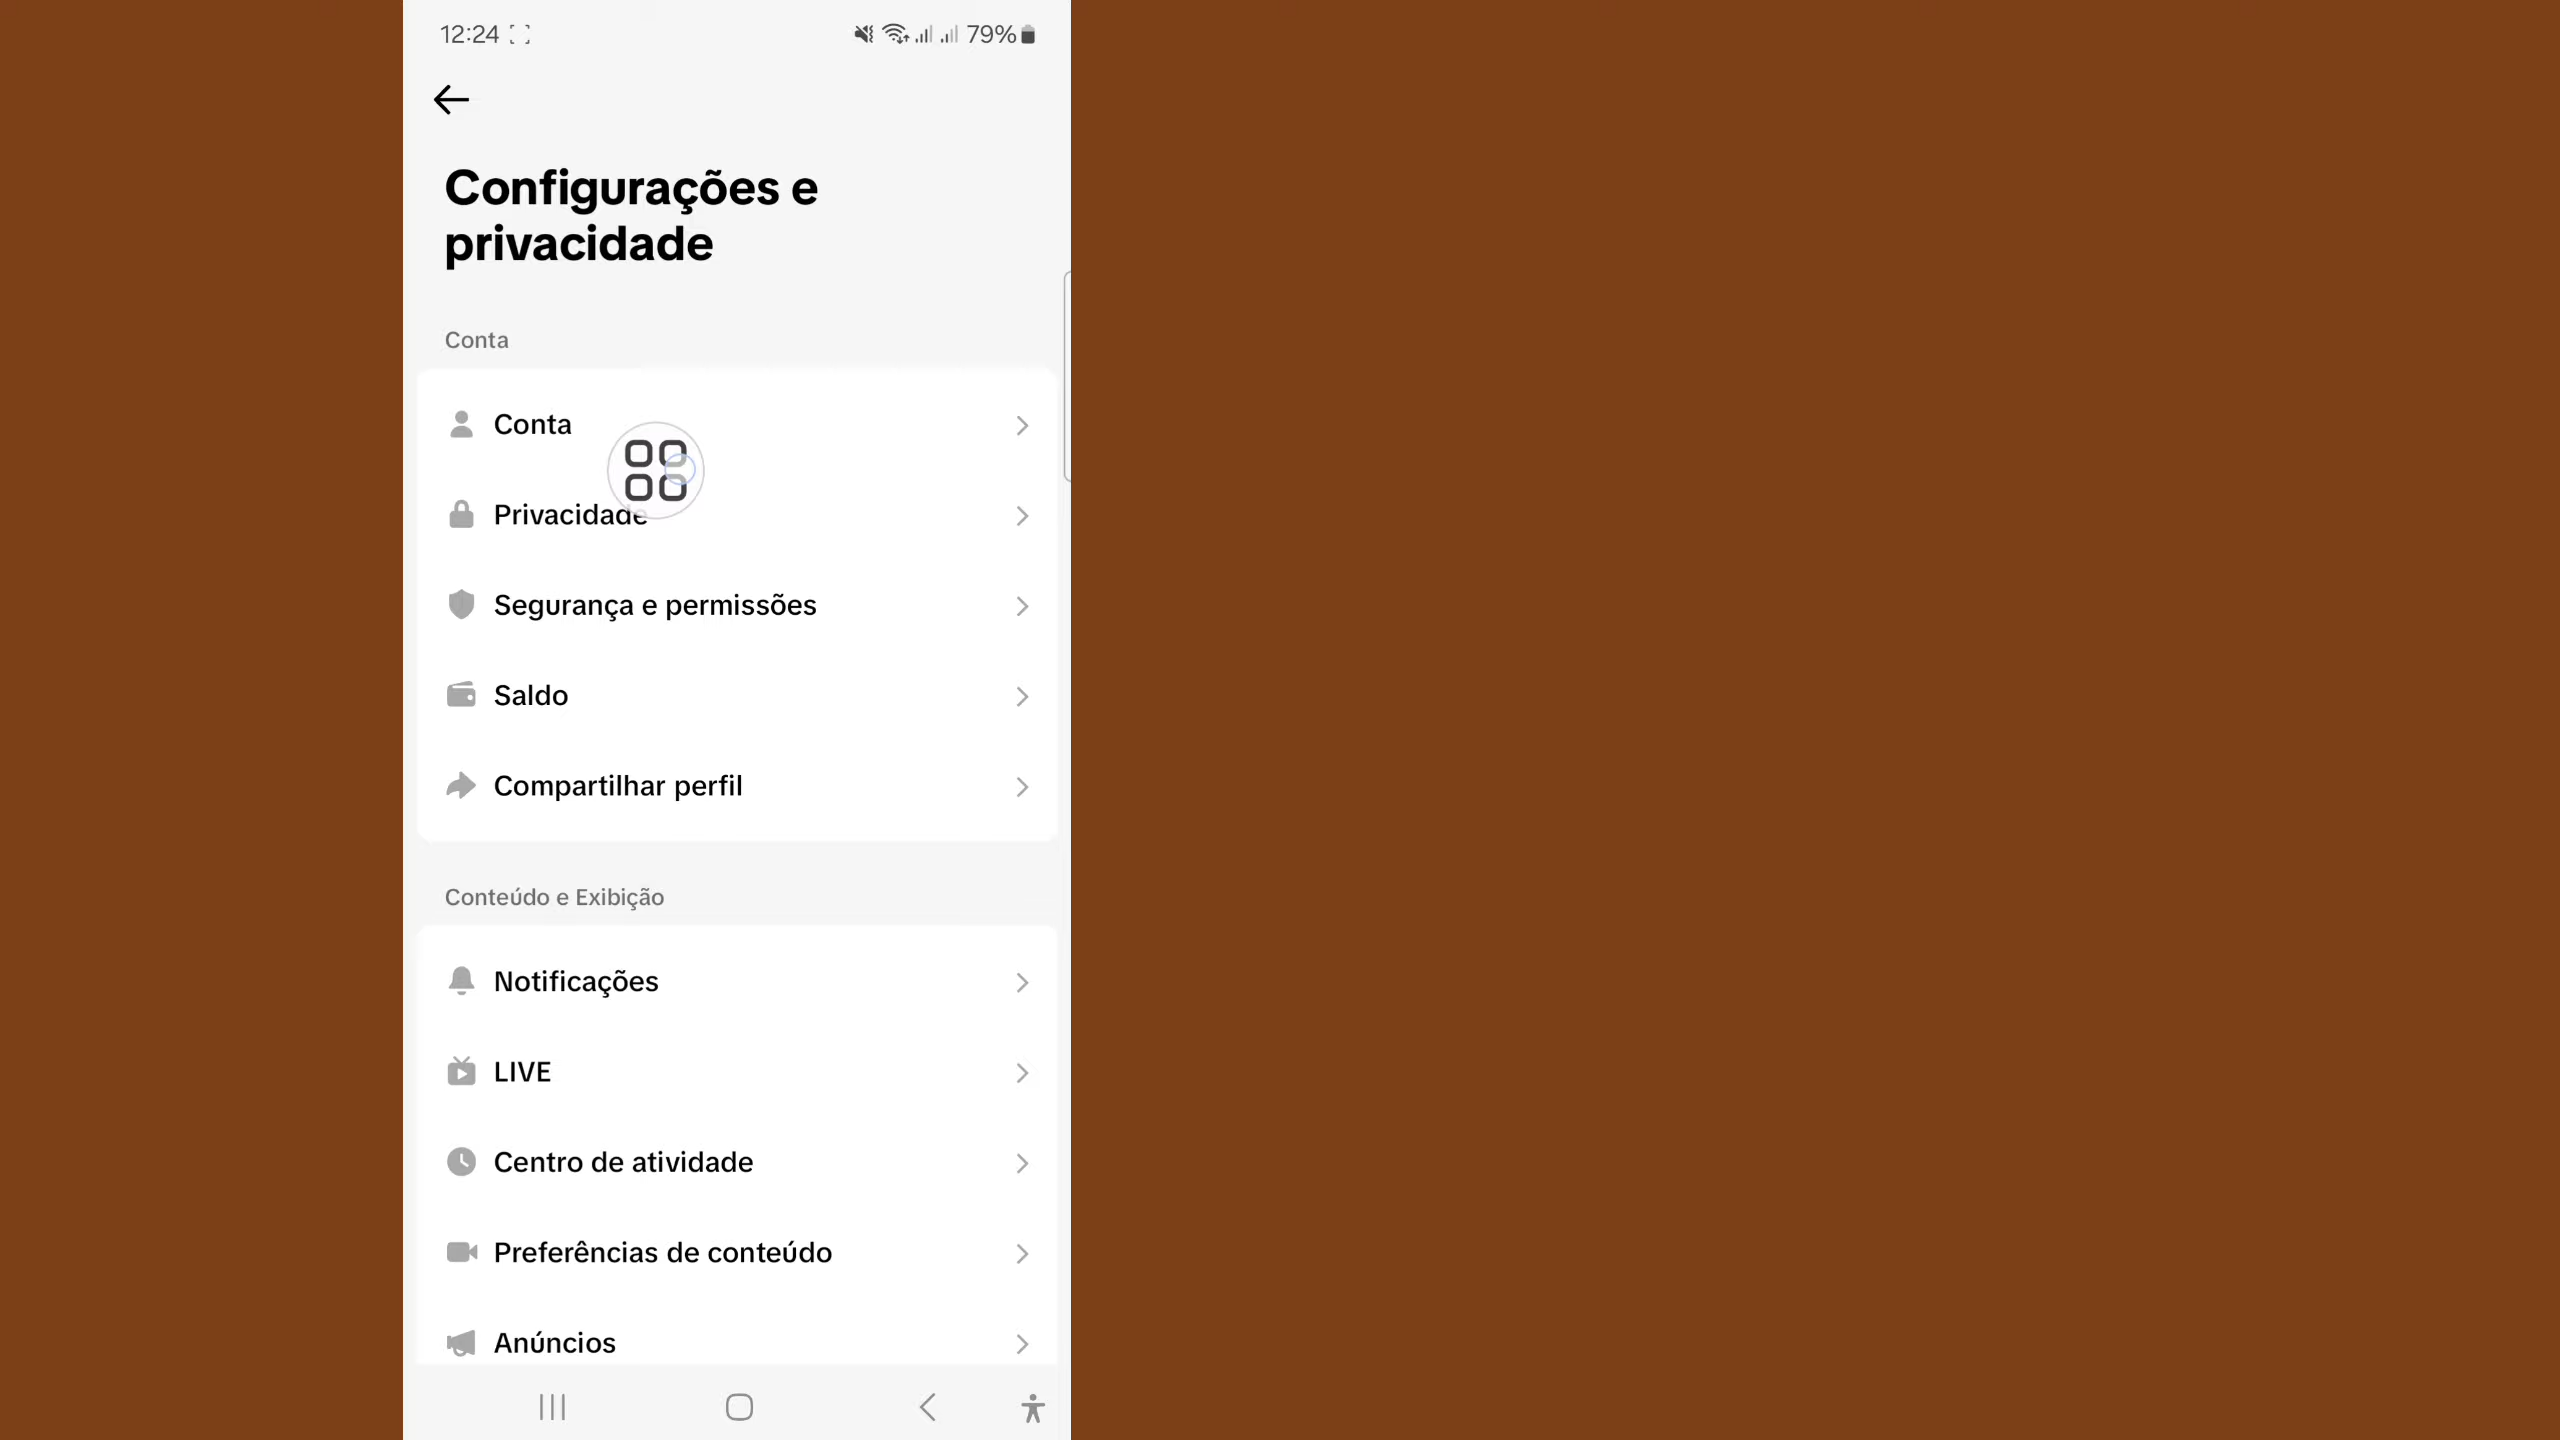 12:24
79%
Configurações e
privacidade
Conta
Conta
Privacidade
Segurança e permissões
Saldo
Compartilhar perfil
Conteúdo e Exibição
Notificações
LIVE
Centro de atividade
Preferências de conteúdo
Anúncios